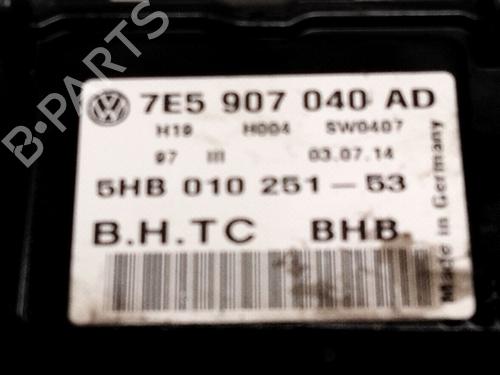 B-PARTS
7E5 907 040 AD
H19 H004 SW0407
97 III 03.07.14
5HB 010 251-53
B.H.TC BHB
Made in Germany